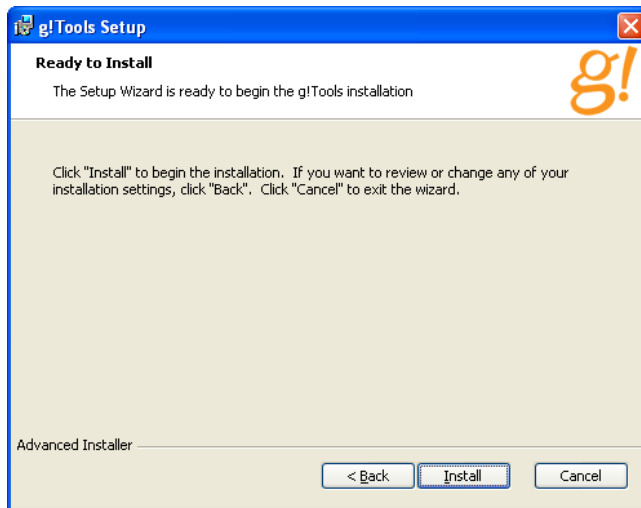 g!Tools Setup
Ready to Install
The Setup Wizard is ready to begin the g!Tools installation
g!
Click "Install" to begin the installation.  If you want to review or change any of your
installation settings, click "Back".  Click "Cancel" to exit the wizard.
Advanced Installer
< Back
Install
Cancel